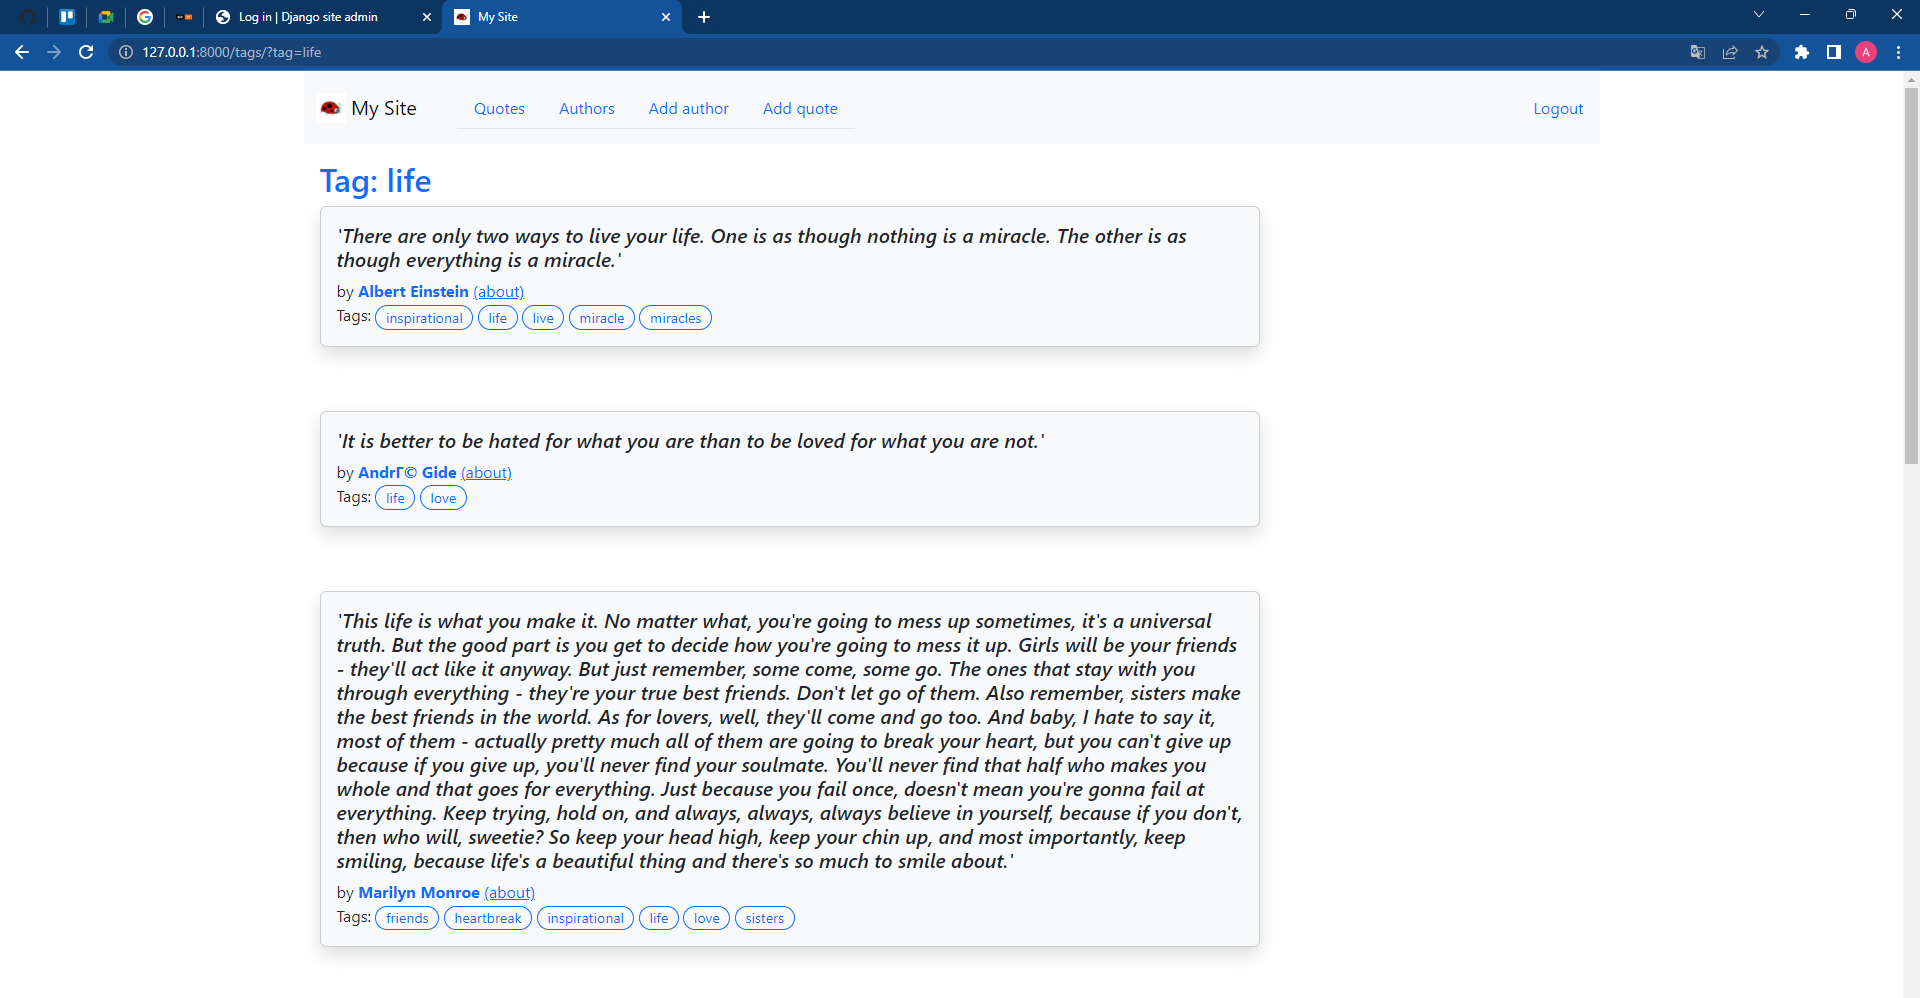 Log in | Django site admin
My Site
127.0.0.1:8000/tags/?tag=life
A
My Site
Quotes
Authors
Add author
Add quote
Logout
Tag: life
'There are only two ways to live your life. One is as though nothing is a miracle. The other is as
though everything is a miracle.'
by Albert Einstein (about)
Tags: inspirational life live miracle miracles
'It is better to be hated for what you are than to be loved for what you are not.'
by AndrГ© Gide (about)
Tags: life love
'This life is what you make it. No matter what, you're going to mess up sometimes, it's a universal
truth. But the good part is you get to decide how you're going to mess it up. Girls will be your friends
- they'll act like it anyway. But just remember, some come, some go. The ones that stay with you
through everything - they're your true best friends. Don't let go of them. Also remember, sisters make
the best friends in the world. As for lovers, well, they'll come and go too. And baby, I hate to say it,
most of them - actually pretty much all of them are going to break your heart, but you can't give up
because if you give up, you'll never find your soulmate. You'll never find that half who makes you
whole and that goes for everything. Just because you fail once, doesn't mean you're gonna fail at
everything. Keep trying, hold on, and always, always, always believe in yourself, because if you don't,
then who will, sweetie? So keep your head high, keep your chin up, and most importantly, keep
smiling, because life's a beautiful thing and there's so much to smile about.'
by Marilyn Monroe (about)
Tags: friends heartbreak inspirational life love sisters